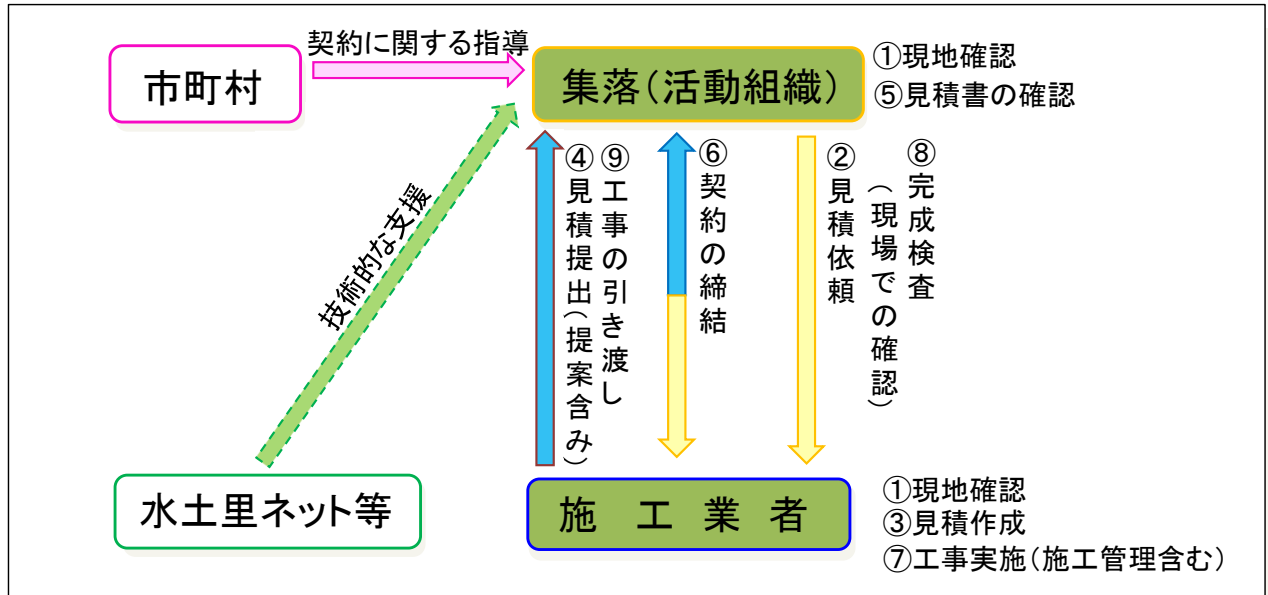 契約に関する指導
市町村
集落（活動組織）
①現地確認
⑤見積書の確認
技術的な支援
④見積提出（提案含み）
⑨工事の引き渡し
⑥契約の締結
②見積依頼
⑧完成検査
（現場での確認）
水土里ネット等
施工業者
①現地確認
③見積作成
⑦工事実施（施工管理含む）